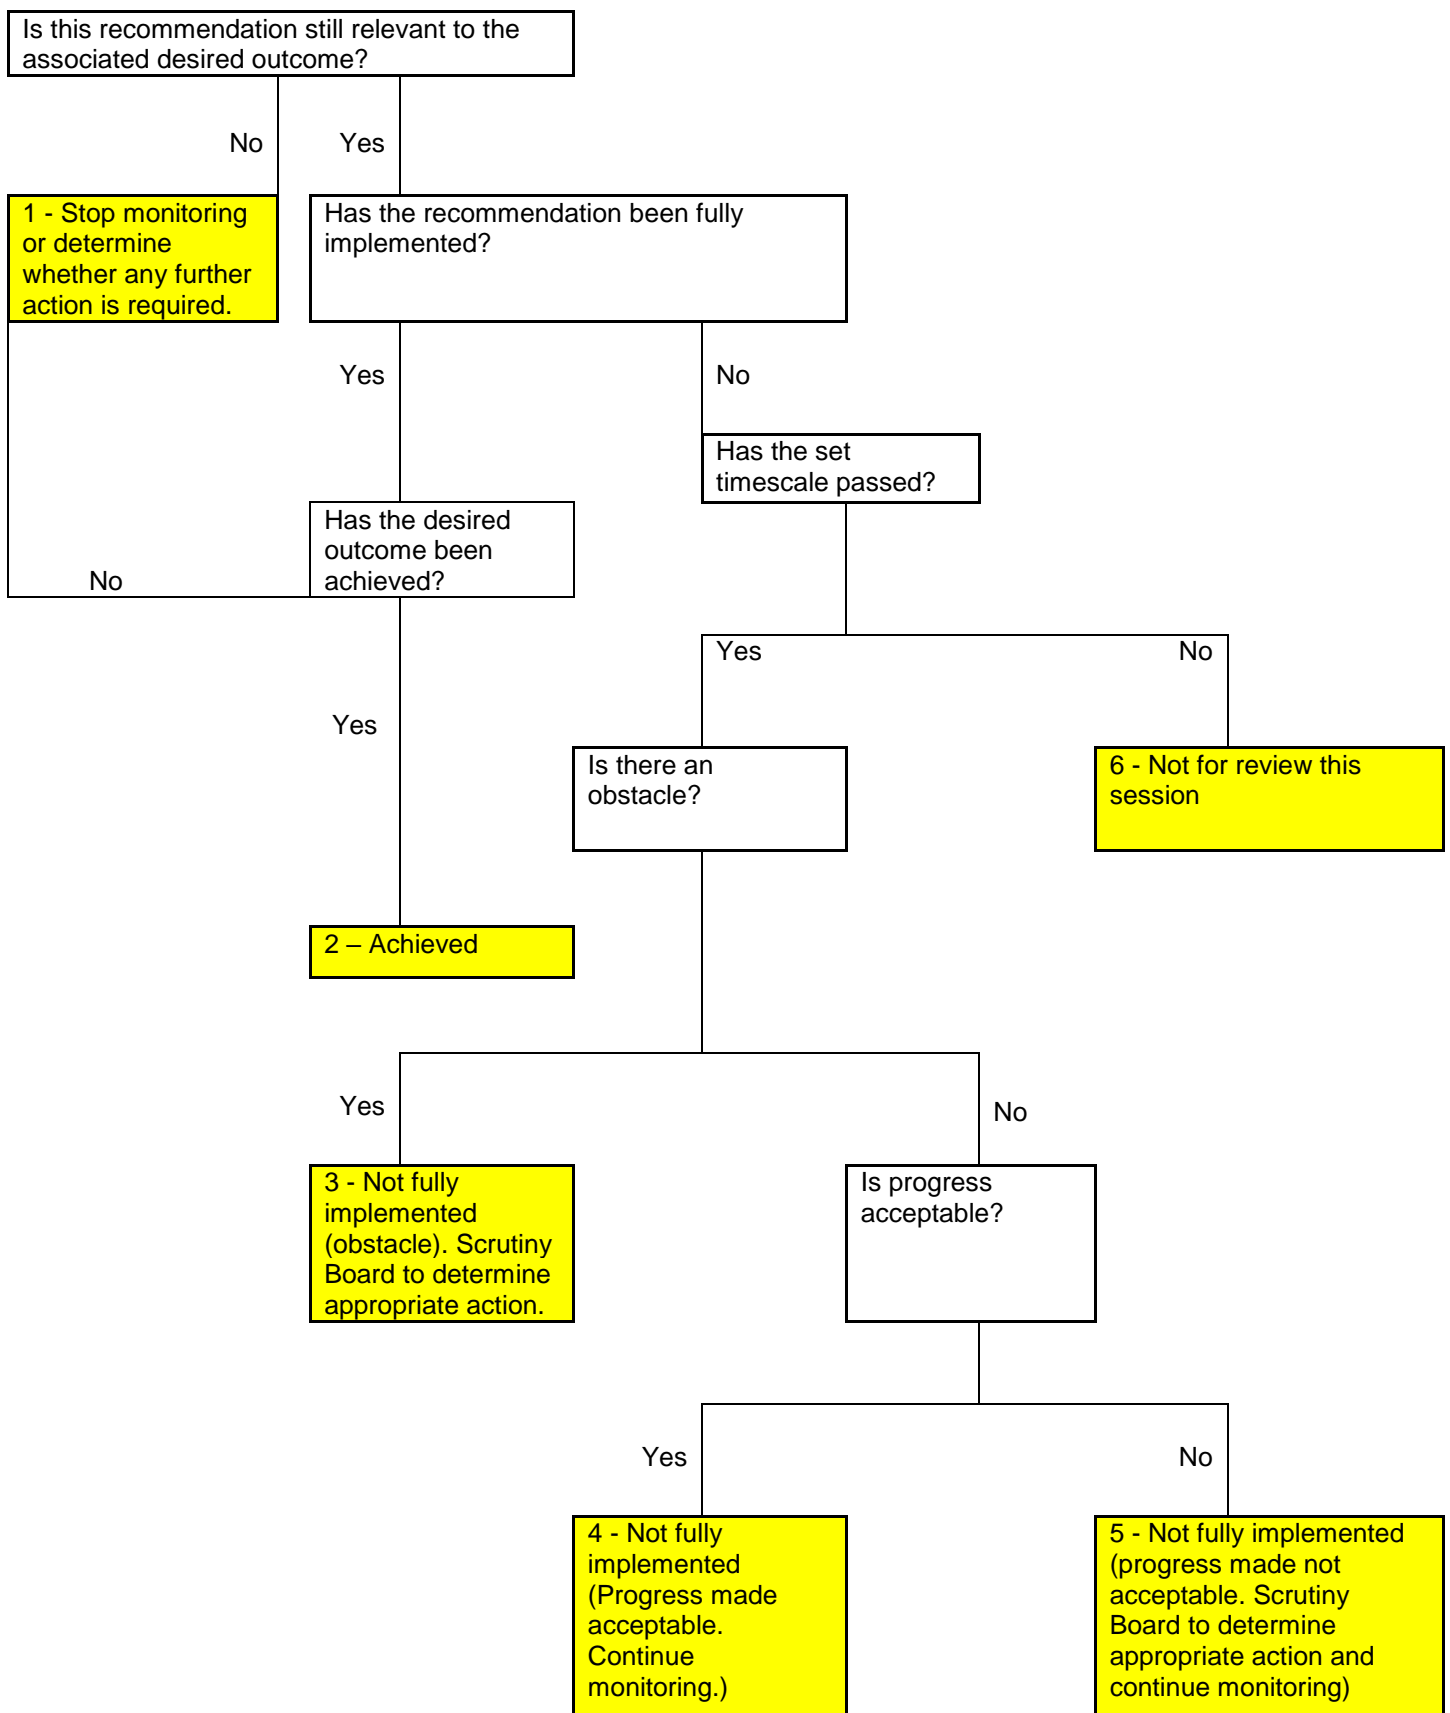 Is this recommendation still relevant to the
associated desired outcome?
No
Yes
1 - Stop monitoring
or determine
whether any further
action is required.
Has the recommendation been fully
implemented?
Yes
No
Has the set
timescale passed?
Has the desired
outcome been
achieved?
No
Yes
No
Yes
Is there an
obstacle?
6 - Not for review this
session
2 – Achieved
Yes
No
3 - Not fully
implemented
(obstacle). Scrutiny
Board to determine
appropriate action.
Is progress
acceptable?
Yes
No
4 - Not fully
implemented
(Progress made
acceptable.
Continue
monitoring.)
5 - Not fully implemented
(progress made not
acceptable. Scrutiny
Board to determine
appropriate action and
continue monitoring)